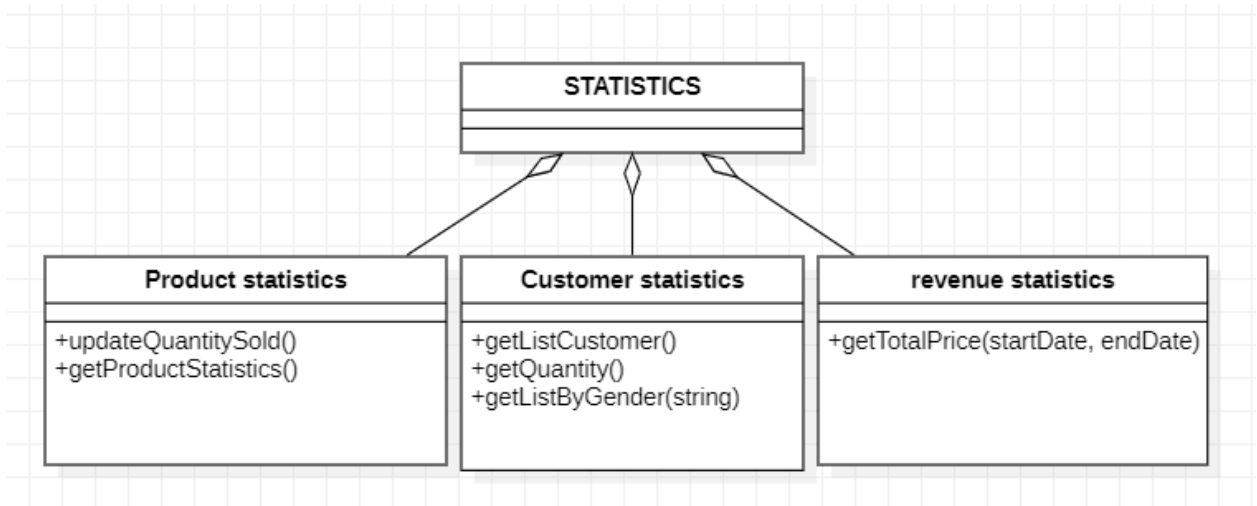 STATISTICS
Product statistics
+updateQuantitySold()
+getProductStatistics()
Customer statistics
+getListCustomer()
+getQuantity()
+getListByGender(string)
revenue statistics
+getTotalPrice(startDate, endDate)